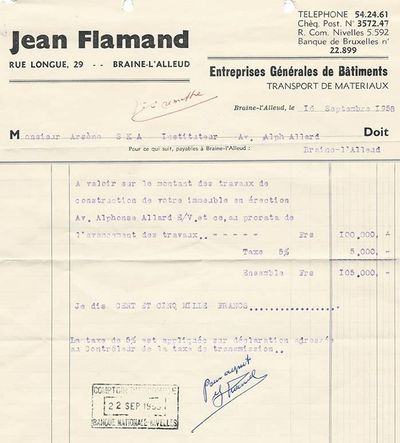 TELEPHONE 54.24.61
Chèq. Post. N° 3572.47
R. Com. Nivelles 5.592
Banque de Bruxelles n°
22.899
Jean Flamand
RUE LONGUE, 29 -- BRAINE-L'ALLEUD
Entreprises Générales de Bâtiments
TRANSPORT DE MATERIAUX
Braine-l'Alleud, le 16 Septembre 1958
Monsieur Arsène SKA Instituteur Av. Alph Allard Doit
Pour ce qui suit, payables à Braine-l'Alleud : Braine-l'Alleud
A valoir sur le montant des travaux de
construction de votre immeuble en érection
Av. Alphonse Allard E/V.et ce,au prorata de
l'avancement des travaux.. ----- Frs 100,000, -
Taxe 5% 5,000, -
Ensemble Frs 105,000, -
Je dis CENT ET CINQ MILLE FRANCS...............
La taxe de 5% est appliquée sur déclaration agréée
au Contrôleur de la taxe de transmission..
Pour acquit
22 SEP 1958
BANQUE NATIONALE NIVELLES